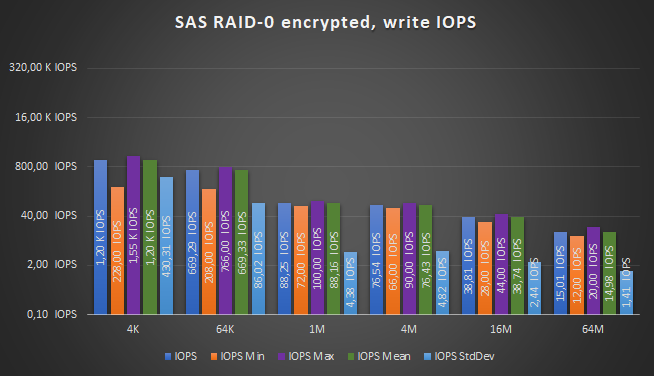 SAS RAID-0 encrypted, write IOPS
320,00 K IOPS
16,00 K IOPS
800,00 IOPS
40,00 IOPS
2,00 IOPS
0,10 IOPS
1,20 K IOPS
228,00 IOPS
1,55 K IOPS
1,20 K IOPS
430,31 IOPS
669,29 IOPS
208,00 IOPS
766,00 IOPS
669,33 IOPS
86,02 IOPS
88,25 IOPS
72,00 IOPS
100,00 IOPS
88,16 IOPS
4,38 IOPS
76,54 IOPS
66,00 IOPS
90,00 IOPS
76,43 IOPS
4,82 IOPS
38,81 IOPS
28,00 IOPS
44,00 IOPS
38,74 IOPS
2,44 IOPS
15,01 IOPS
12,00 IOPS
20,00 IOPS
14,98 IOPS
1,41 IOPS
4K 64K 1M 4M 16M 64M
IOPS IOPS Min IOPS Max IOPS Mean IOPS StdDev